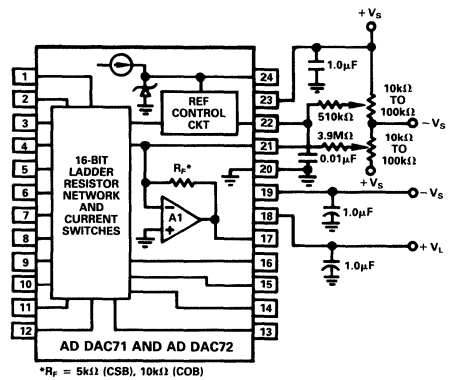 +VS
1
2
3
4
5
6
7
8
9
10
11
12
24
23
22
21
20
19
18
17
16
15
14
13
REF
CONTROL
CKT
16-BIT
LADDER
RESISTOR
NETWORK
AND
CURRENT
SWITCHES
RF*
A1
1.0µF
510kΩ
10kΩ
TO
100kΩ
−VS
3.9MΩ
0.01µF
10kΩ
TO
100kΩ
+VS
−VS
1.0µF
+VL
1.0µF
AD DAC71 AND AD DAC72
*RF = 5kΩ (CSB), 10kΩ (COB)